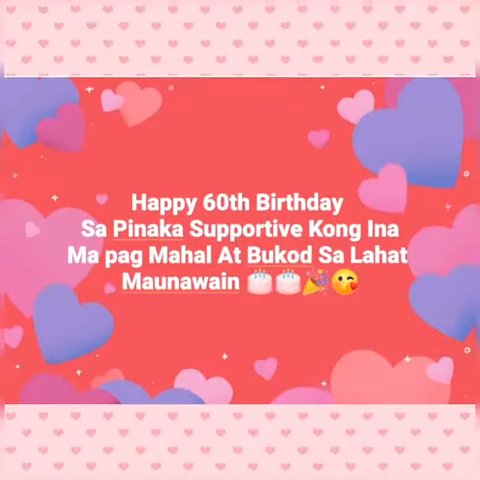 Happy 60th Birthday
Sa Pinaka Supportive Kong Ina
Ma pag Mahal At Bukod Sa Lahat
Maunawain 🎂🎂🎉😘